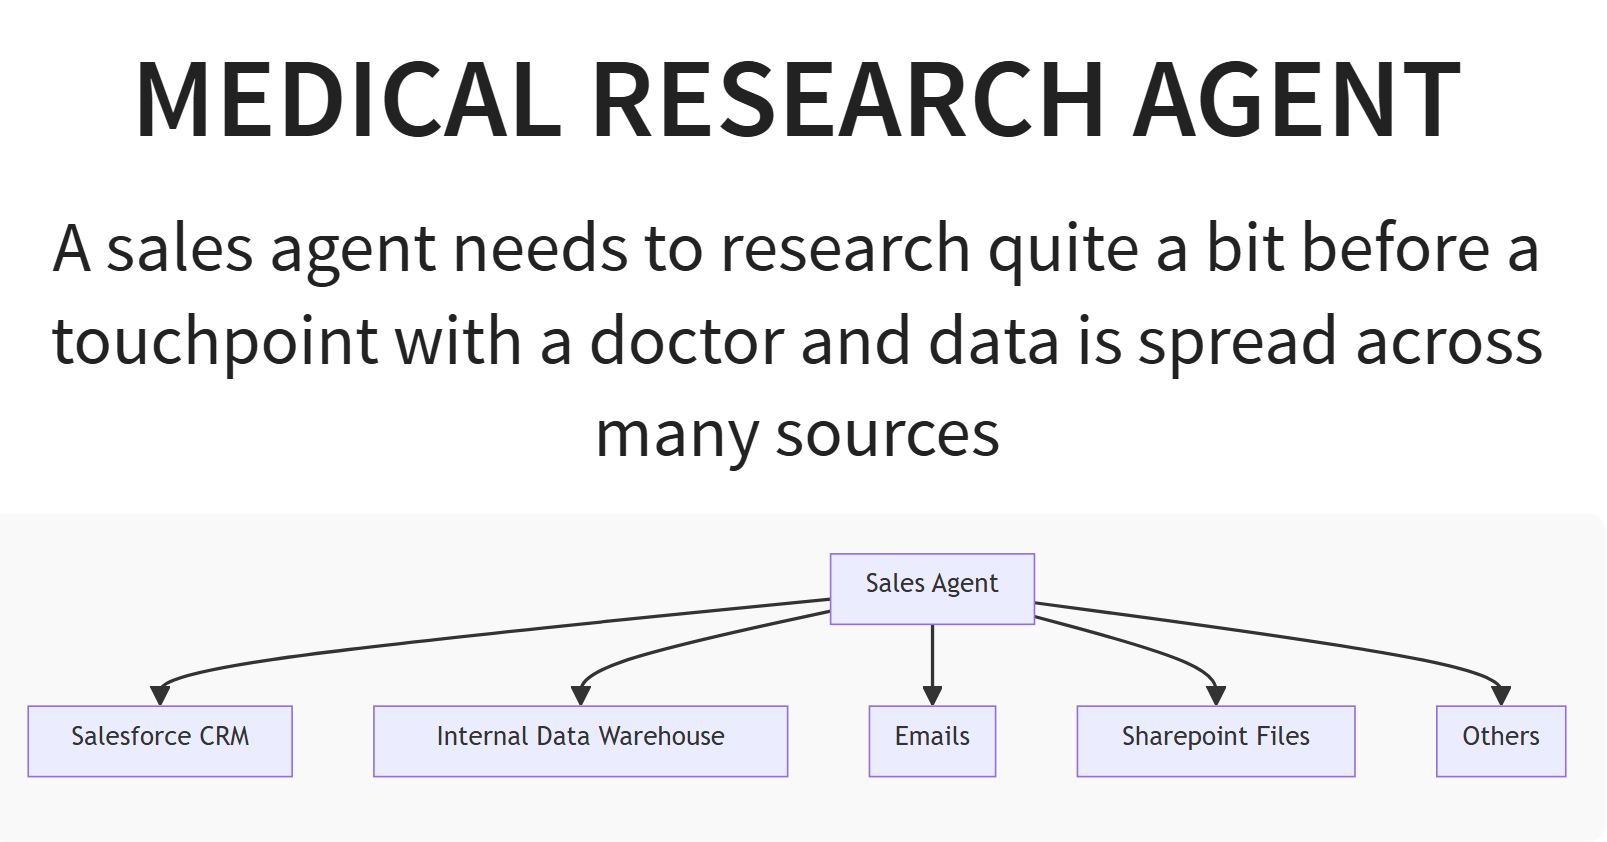 MEDICAL RESEARCH AGENT
A sales agent needs to research quite a bit before a
touchpoint with a doctor and data is spread across
many sources
Sales Agent
Salesforce CRM
Internal Data Warehouse
Emails
Sharepoint Files
Others